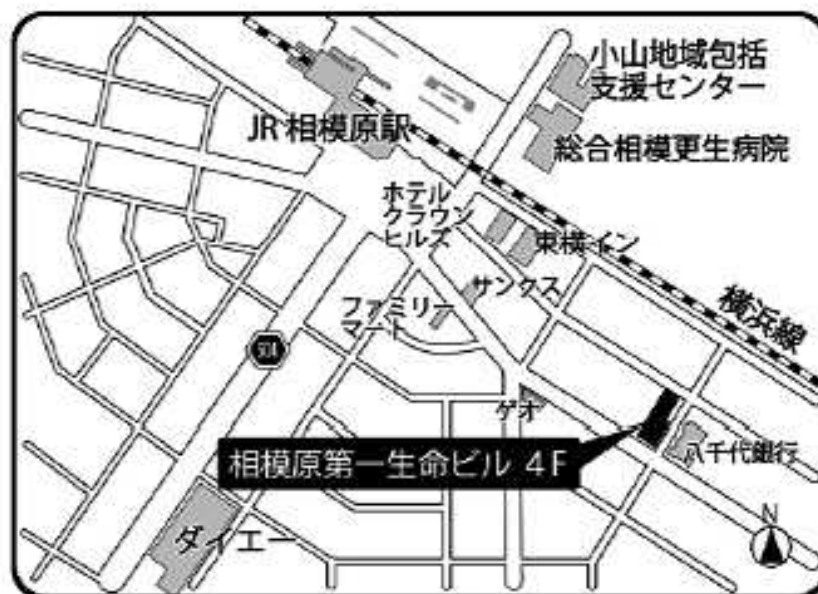 小山地域包括
支援センター
JR 相模原駅
総合相模更生病院
ホテル
クラウン
ヒルズ
東横イン
サンクス
横浜線
ファミリー
マート
504
ゲオ
相模原第一生命ビル 4F
八千代銀行
ダイエー
N